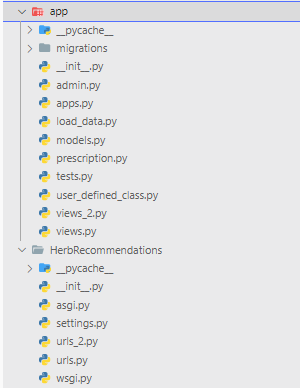 app
__pycache__
migrations
__init__.py
admin.py
apps.py
load_data.py
models.py
prescription.py
tests.py
user_defined_class.py
views_2.py
views.py
HerbRecommendations
__pycache__
__init__.py
asgi.py
settings.py
urls_2.py
urls.py
wsgi.py